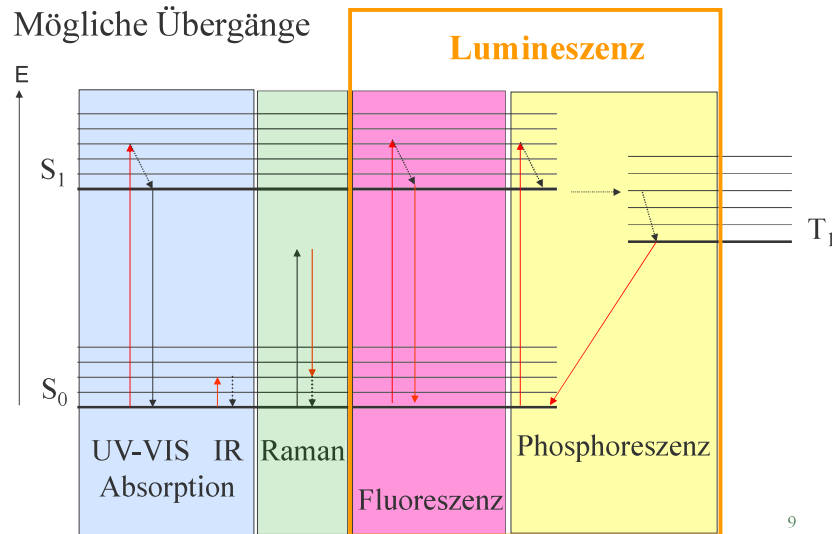 Mögliche Übergänge
Lumineszenz
E
S1
T1
S0
UV-VIS IR
Absorption
Raman
Fluoreszenz
Phosphoreszenz
9